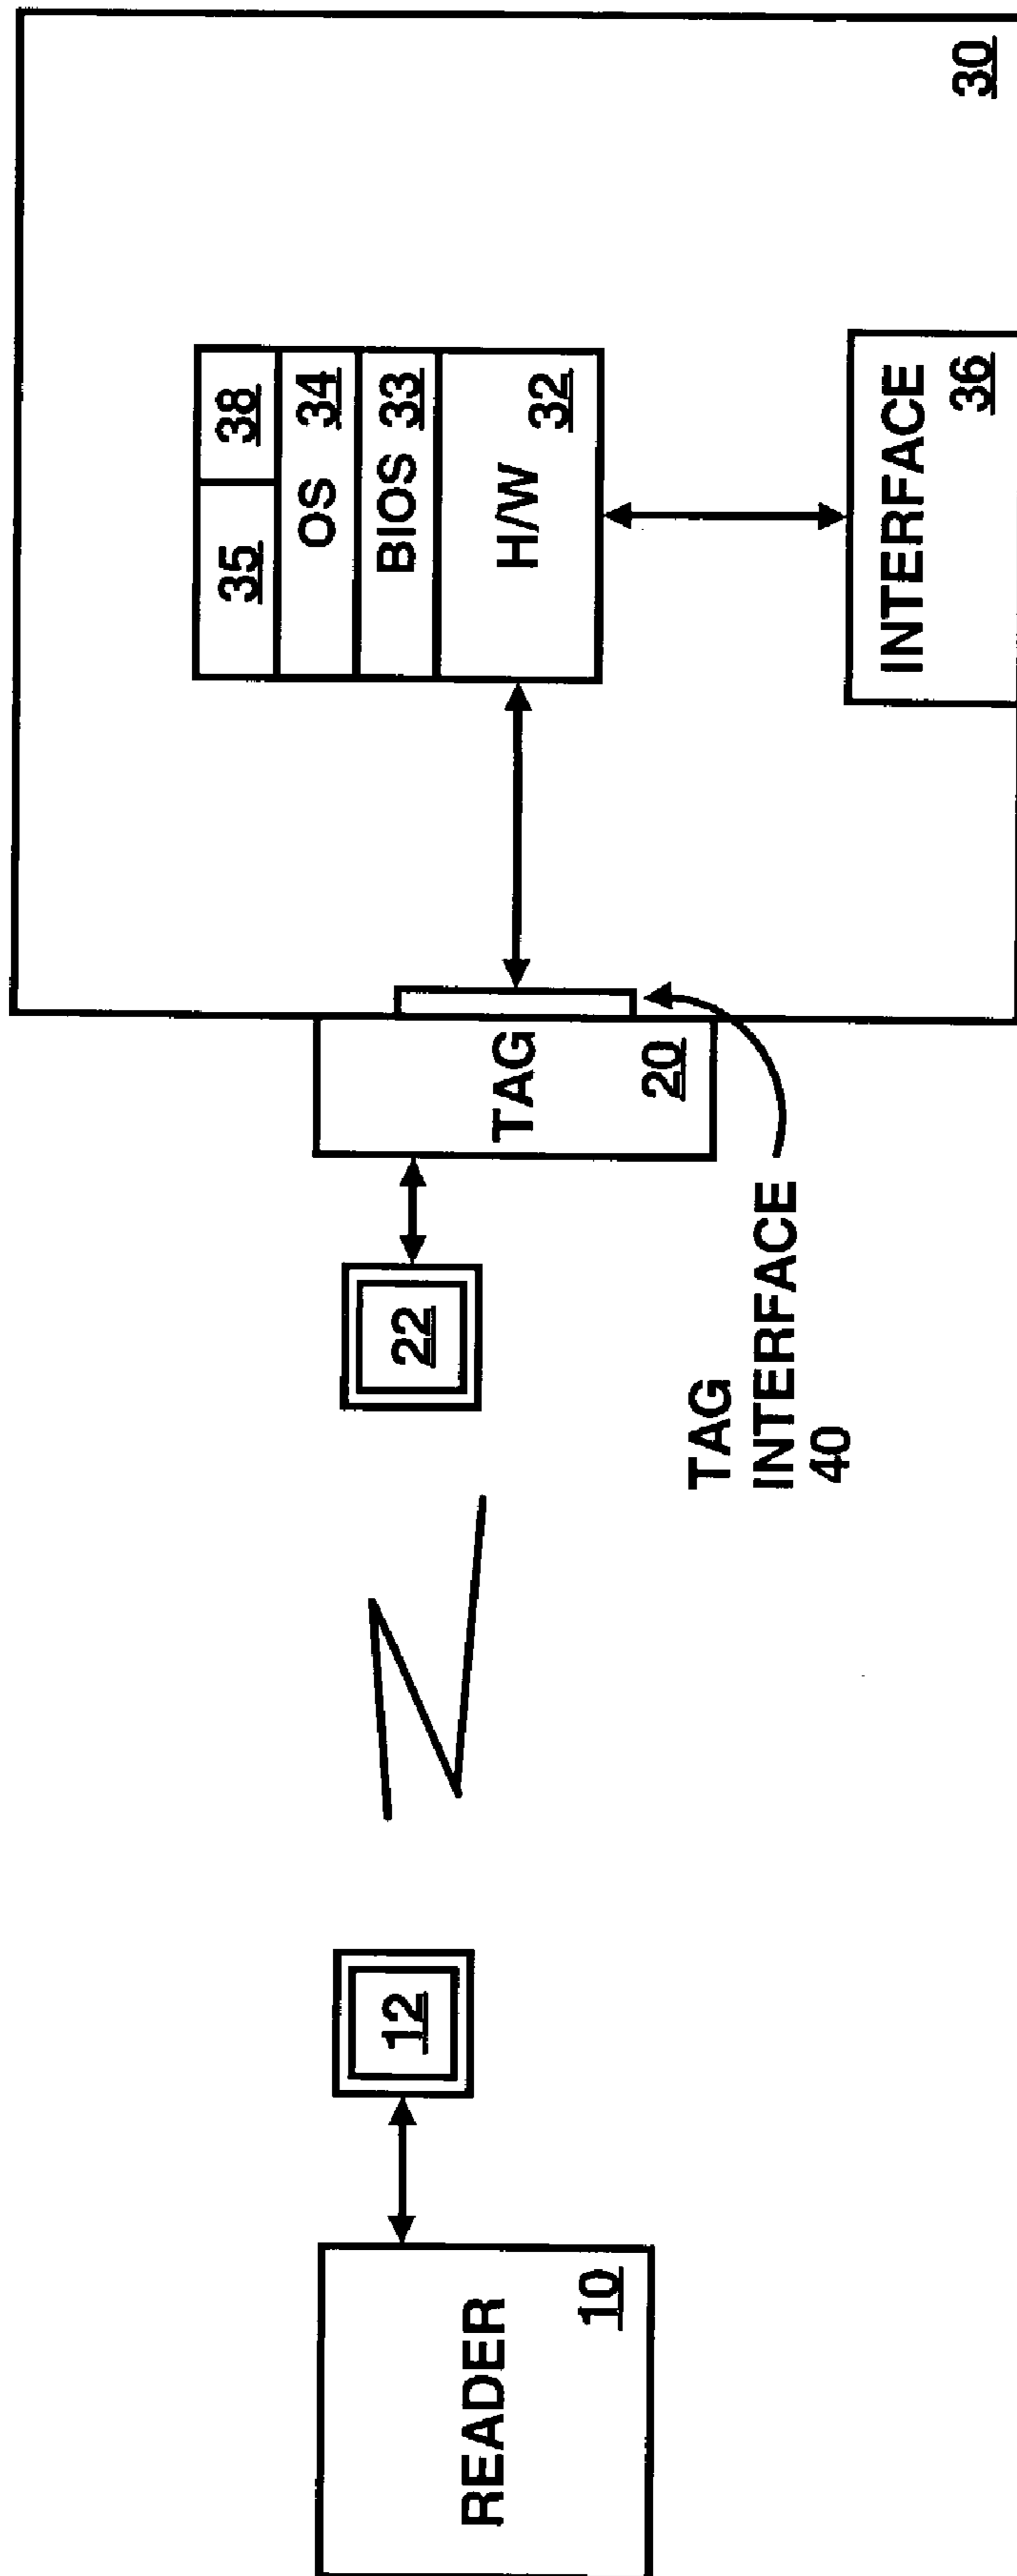 READER
10
12
22
TAG
20
TAG
INTERFACE
40
35
38
OS 34
BIOS 33
H/W 32
INTERFACE
36
30